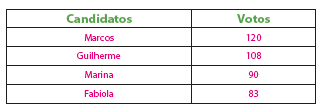 Candidatos Votos
Marcos 120
Guilherme 108
Marina 90
Fabiola 83